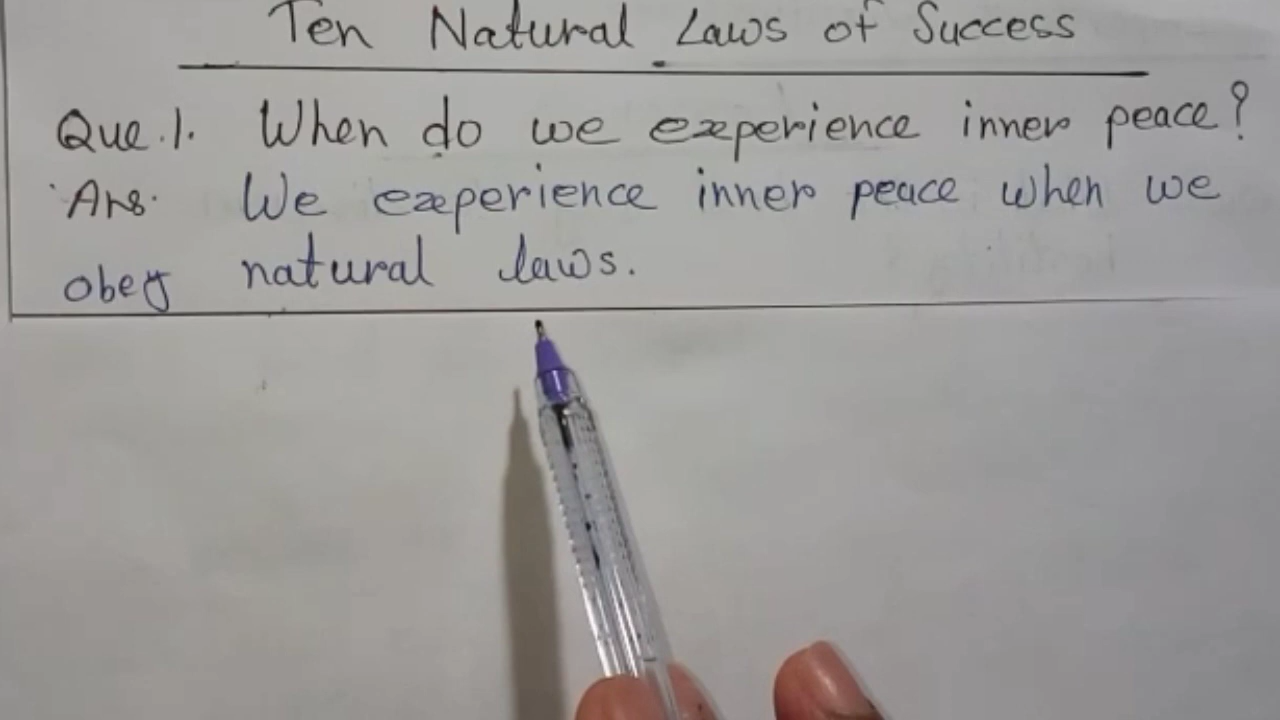 Ten Natural Laws of Success
Que.1. When do we experience inner peace?
Ans. We experience inner peace when we
obey natural laws.